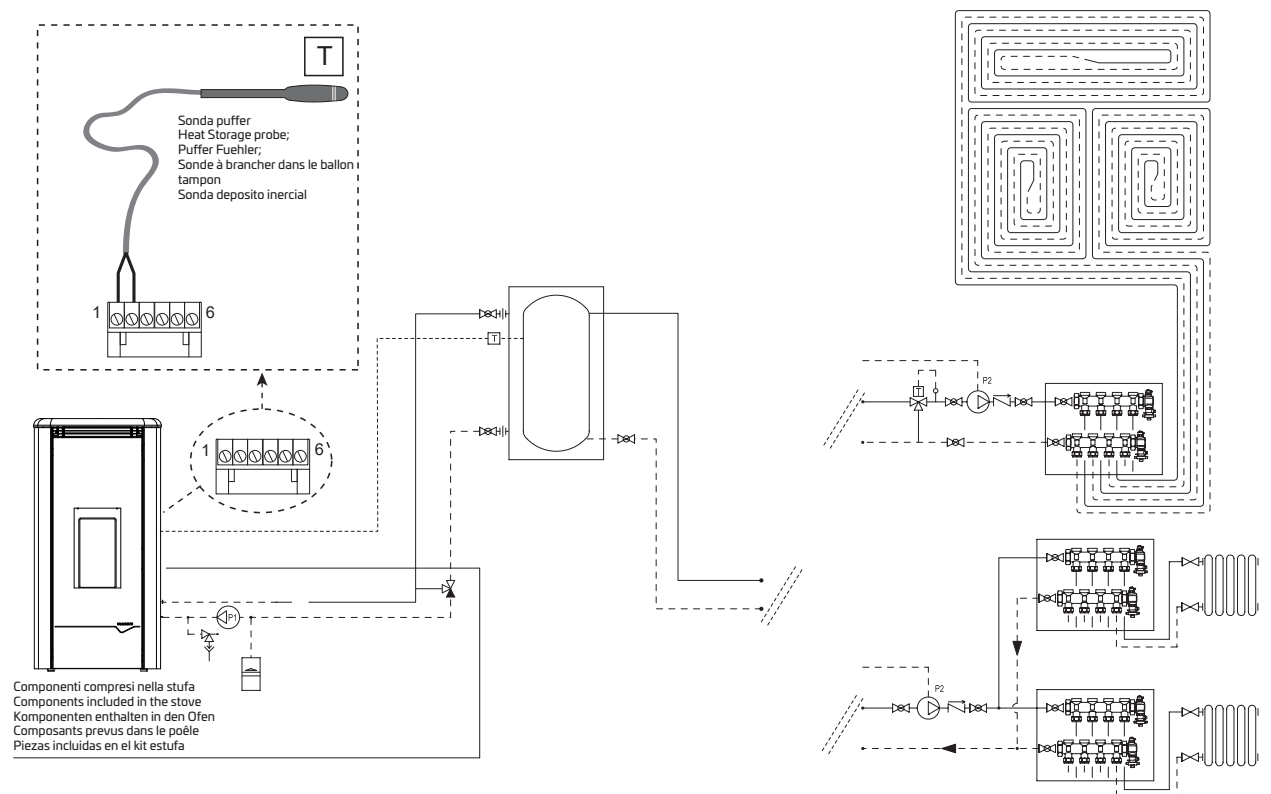 T
Sonda puffer
Heat Storage probe;
Puffer Fuehler;
Sonde à brancher dans le ballon
tampon
Sonda deposito inercial
1 6
1 6
T
T
P2
P1
P2
Componenti compresi nella stufa
Components included in the stove
Komponenten enthalten in den Ofen
Composants prevus dans le poêle
Piezas incluidas en el kit estufa